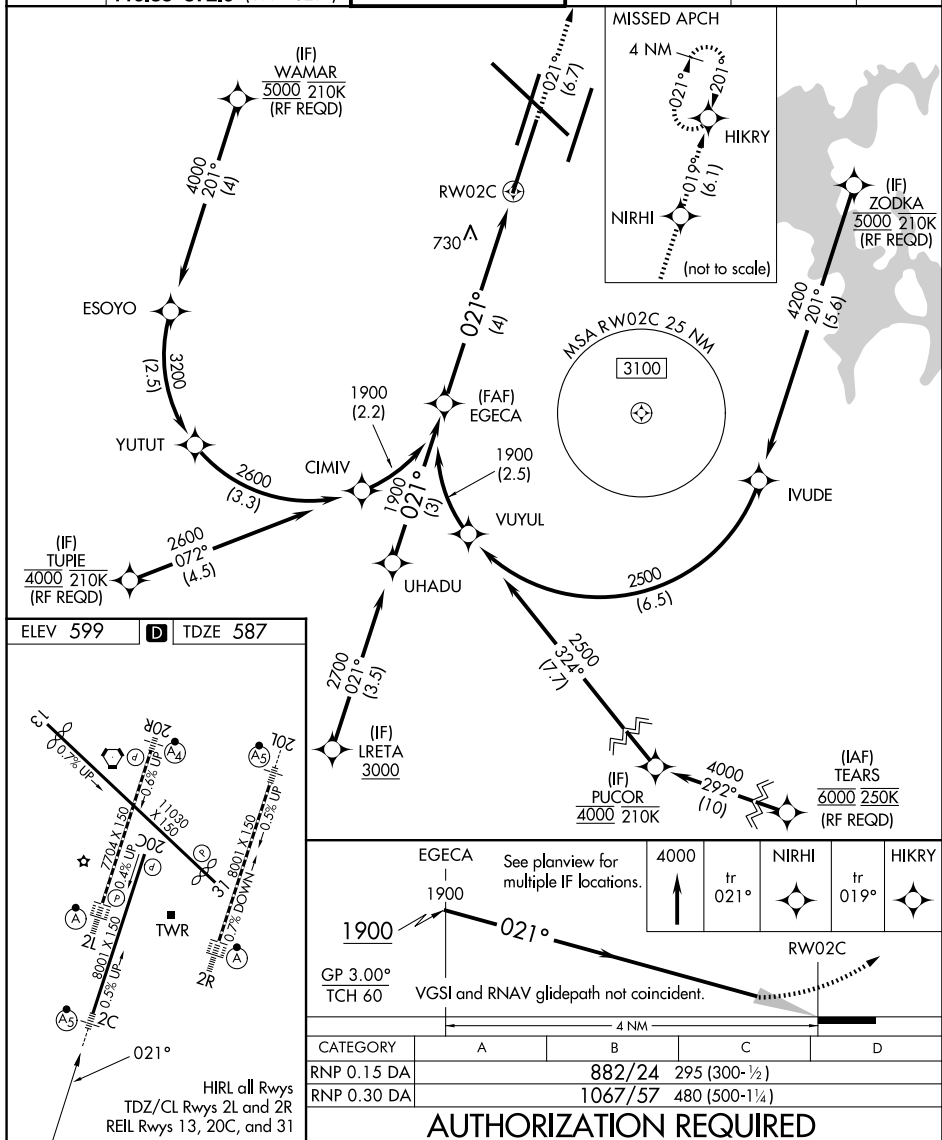 021°
(6.7)
MISSED APCH
4 NM
021°
201°
HIKRY
019°
(6.1)
NIRHI
(not to scale)
(IF)
WAMAR
5000 210K
(RF REQD)
4000
201°
(4)
RW02C
730
(IF)
ZODKA
5000 210K
(RF REQD)
4200
201°
(5.6)
ESOYO
3200
(2.5)
021°
(4)
MSA RW02C 25 NM
3100
1900
(2.2)
(FAF)
EGECA
YUTUT
2600
(3.3)
CIMIV
1900
021°
(3)
1900
(2.5)
IVUDE
VUYUL
(IF)
TUPIE
4000 210K
(RF REQD)
2600
072°
(4.5)
UHADU
2500
(6.5)
2500
324°
(7.7)
2700
021°
(3.5)
(IF)
LRETA
3000
(IF)
PUCOR
4000 210K
4000
292°
(10)
(IAF)
TEARS
6000 250K
(RF REQD)
ELEV 599
D
TDZE 587
13
0.7% UP
P
20R
A4
0.6% UP
A5
20L
0.5% UP
11030
X 150
7704 X 150
20C
P
0.4% UP
P
P
31
8001 X 150
A
2L
8001 X 150
TWR
0.7% DOWN
A
2R
0.5% UP
A5
2C
021°
HIRL all Rwys
TDZ/CL Rwys 2L and 2R
REIL Rwys 13, 20C, and 31
EGECA
See planview for
multiple IF locations.
4000
tr
021°
NIRHI
tr
019°
HIKRY
1900
1900
021°
RW02C
GP 3.00°
TCH 60
VGSI and RNAV glidepath not coincident.
4 NM
CATEGORY A B C D
RNP 0.15 DA 882/24 295 (300-½)
RNP 0.30 DA 1067/57 480 (500-1¼)
AUTHORIZATION REQUIRED